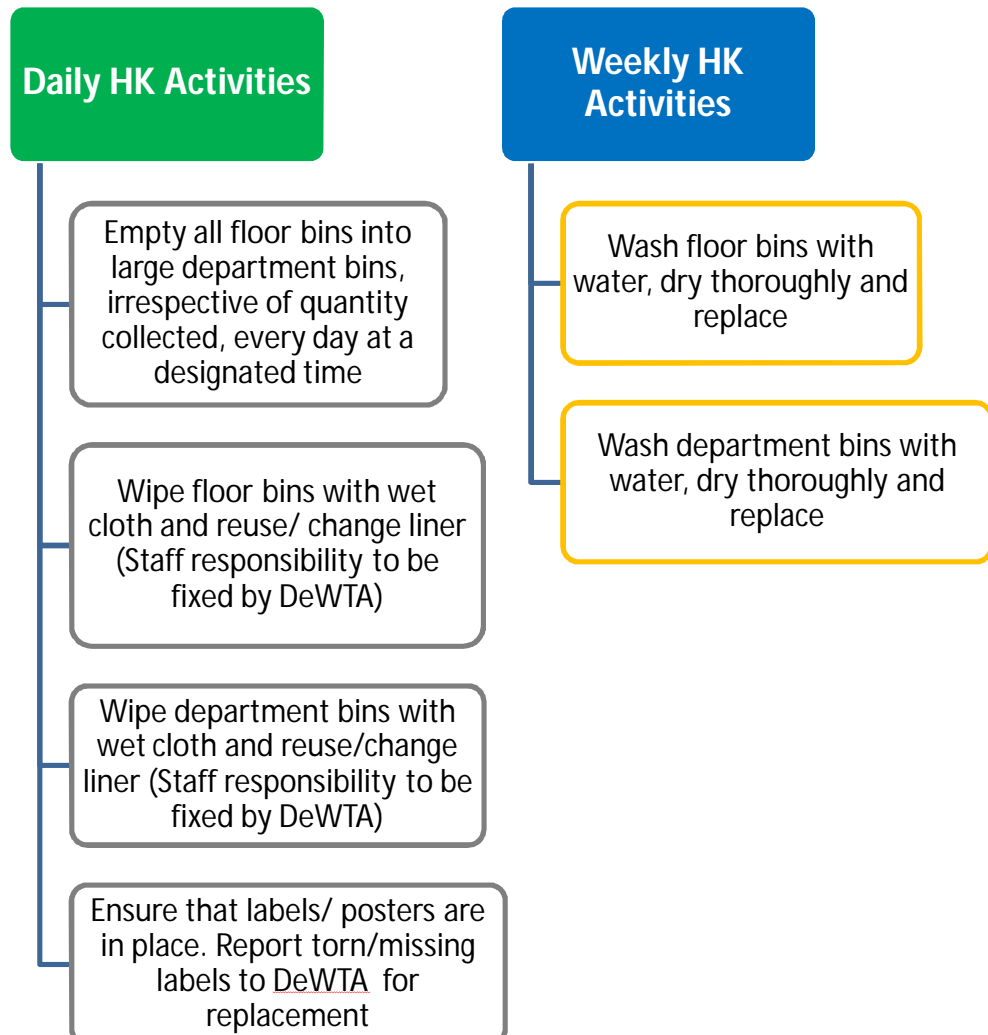 Daily HK Activities
Empty all floor bins into
large department bins,
irrespective of quantity
collected, every day at a
designated time
Wipe floor bins with wet
cloth and reuse/ change liner
(Staff responsibility to be
fixed by DeWTA)
Wipe department bins with
wet cloth and reuse/change
liner (Staff responsibility to be
fixed by DeWTA)
Ensure that labels/ posters are
in place. Report torn/missing
labels to DeWTA for
replacement
Weekly HK
Activities
Wash floor bins with
water, dry thoroughly and
replace
Wash department bins with
water, dry thoroughly and
replace